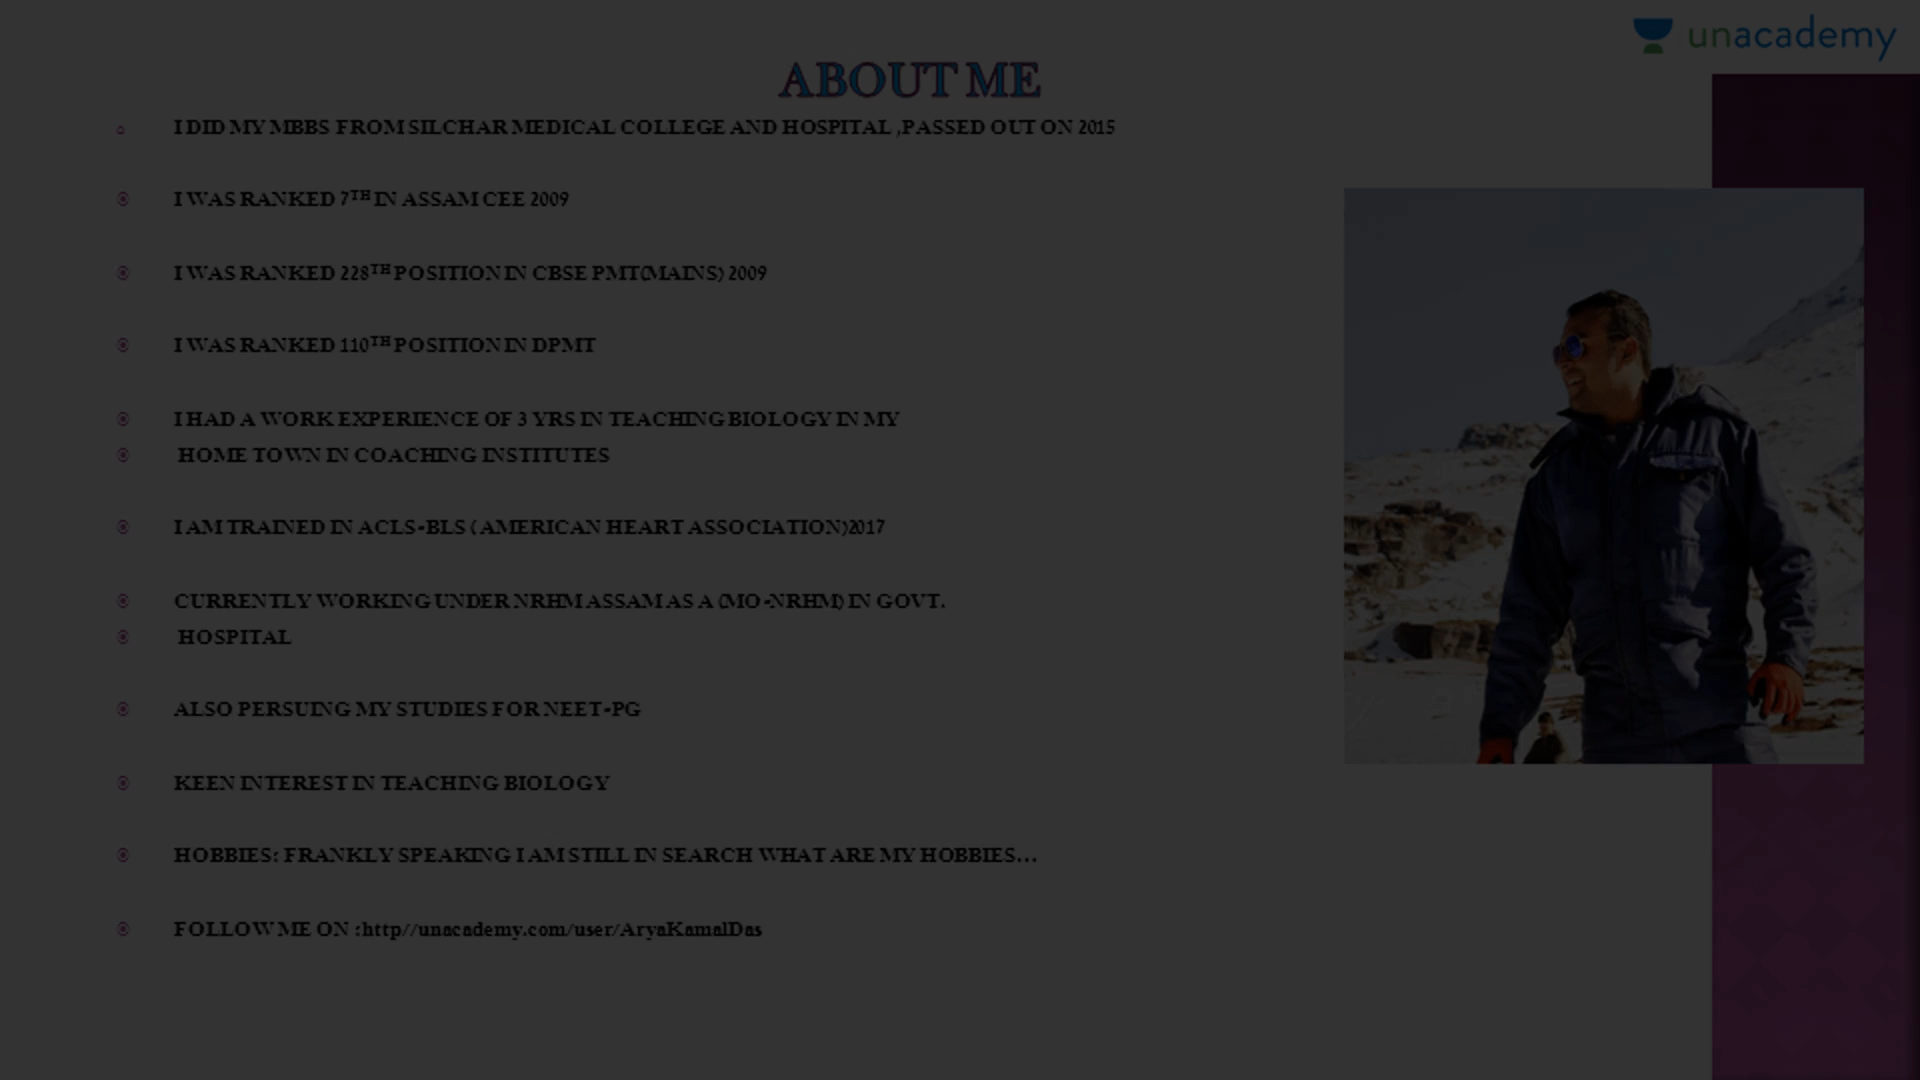 unacademy
ABOUT ME
I DID MY MBBS FROM SILCHAR MEDICAL COLLEGE AND HOSPITAL ,PASSED OUT ON 2015
I WAS RANKED 7TH IN ASSAM CEE 2009
I WAS RANKED 228TH POSITION IN CBSE PMT(MAINS) 2009
I WAS RANKED 110TH POSITION IN DPMT
I HAD A WORK EXPERIENCE OF 3 YRS IN TEACHING BIOLOGY IN MY
HOME TOWN IN COACHING INSTITUTES
I AM TRAINED IN ACLS-BLS ( AMERICAN HEART ASSOCIATION)2017
CURRENTLY WORKING UNDER NRHM ASSAM AS A (MO-NRHM) IN GOVT.
HOSPITAL
ALSO PERSUING MY STUDIES FOR NEET-PG
KEEN INTEREST IN TEACHING BIOLOGY
HOBBIES: FRANKLY SPEAKING I AM STILL IN SEARCH WHAT ARE MY HOBBIES...
FOLLOW ME ON :http//unacademy.com/user/AryaKamalDas